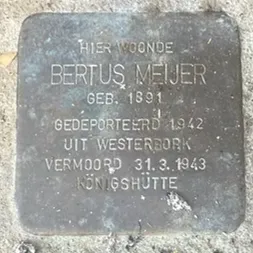 HIER WOONDE
BERTUS MEIJER
GEB. 1891
GEDEPORTEERD 1942
UIT WESTERBORK
VERMOORD 31.3.1943
KÖNIGSHÜTTE